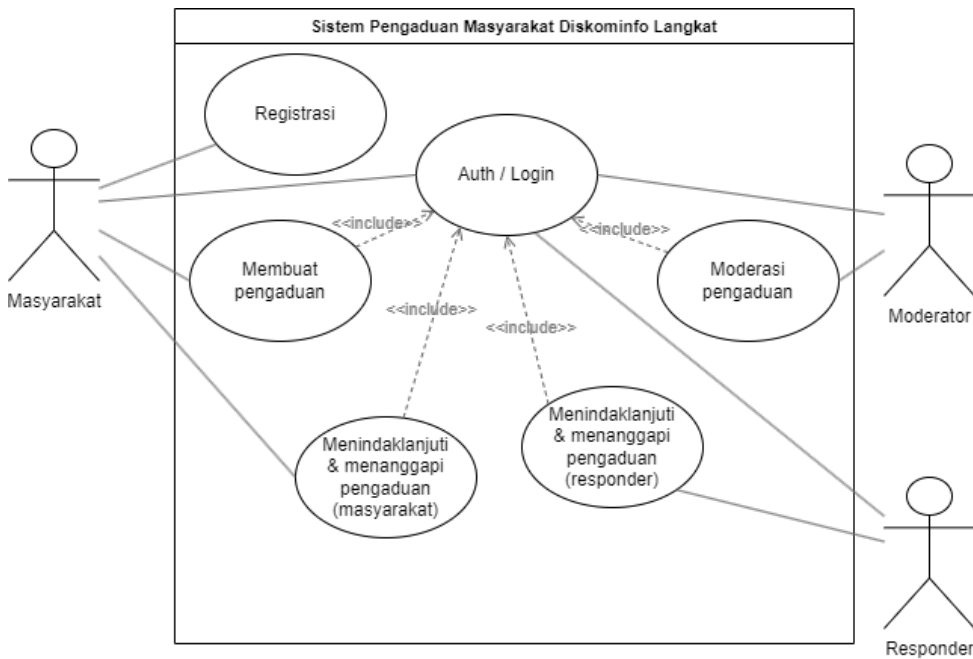 Sistem Pengaduan Masyarakat Diskominfo Langkat
Registrasi
Auth / Login
<<include>>
<<include>>
Membuat
pengaduan
Moderasi
pengaduan
Masyarakat
Moderator
<<include>>
<<include>>
Menindaklanjuti
& menanggapi
pengaduan
(masyarakat)
Menindaklanjuti
& menanggapi
pengaduan
(responder)
Responder